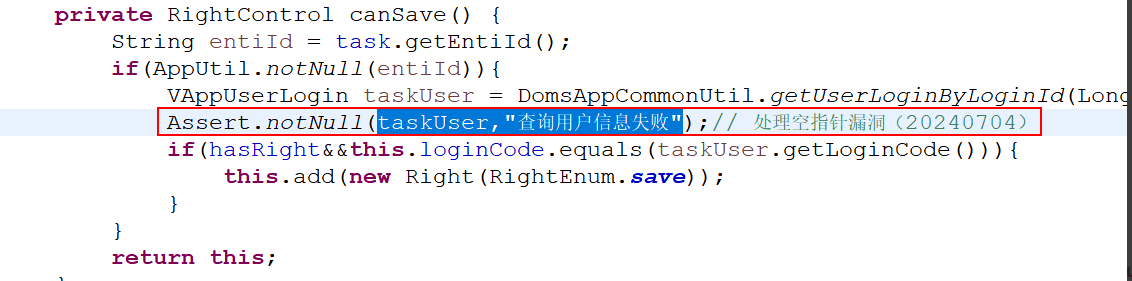 private RightControl canSave() {
String entiId = task.getEntiId();
if(AppUtil.notNull(entiId)){
VAppUserLogin taskUser = DomsAppCommonUtil.getUserLoginByLoginId(Long
Assert.notNull(taskUser,"查询用户信息失败");// 处理空指针漏洞（20240704）
if(hasRight&&this.loginCode.equals(taskUser.getLoginCode())){
this.add(new Right(RightEnum.save));
}
}
return this;